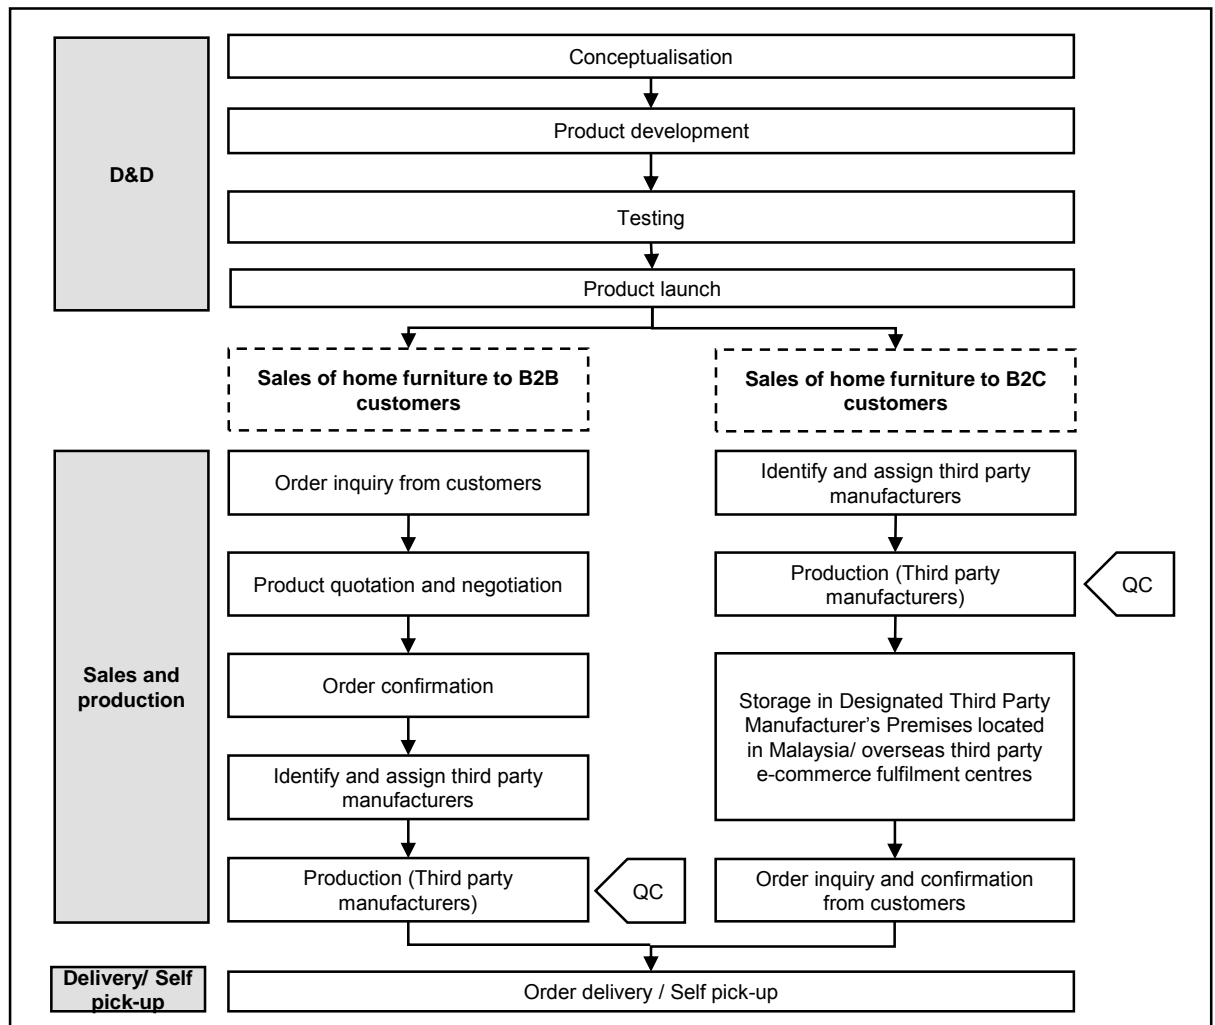 D&D
Conceptualisation
Product development
Testing
Product launch
Sales of home furniture to B2B
customers
Sales of home furniture to B2C
customers
Sales and
production
Order inquiry from customers
Product quotation and negotiation
Order confirmation
Identify and assign third party
manufacturers
Production (Third party
manufacturers)
QC
Identify and assign third party
manufacturers
Production (Third party
manufacturers)
QC
Storage in Designated Third Party
Manufacturer’s Premises located
in Malaysia/ overseas third party
e-commerce fulfilment centres
Order inquiry and confirmation
from customers
Delivery/ Self
pick-up
Order delivery / Self pick-up